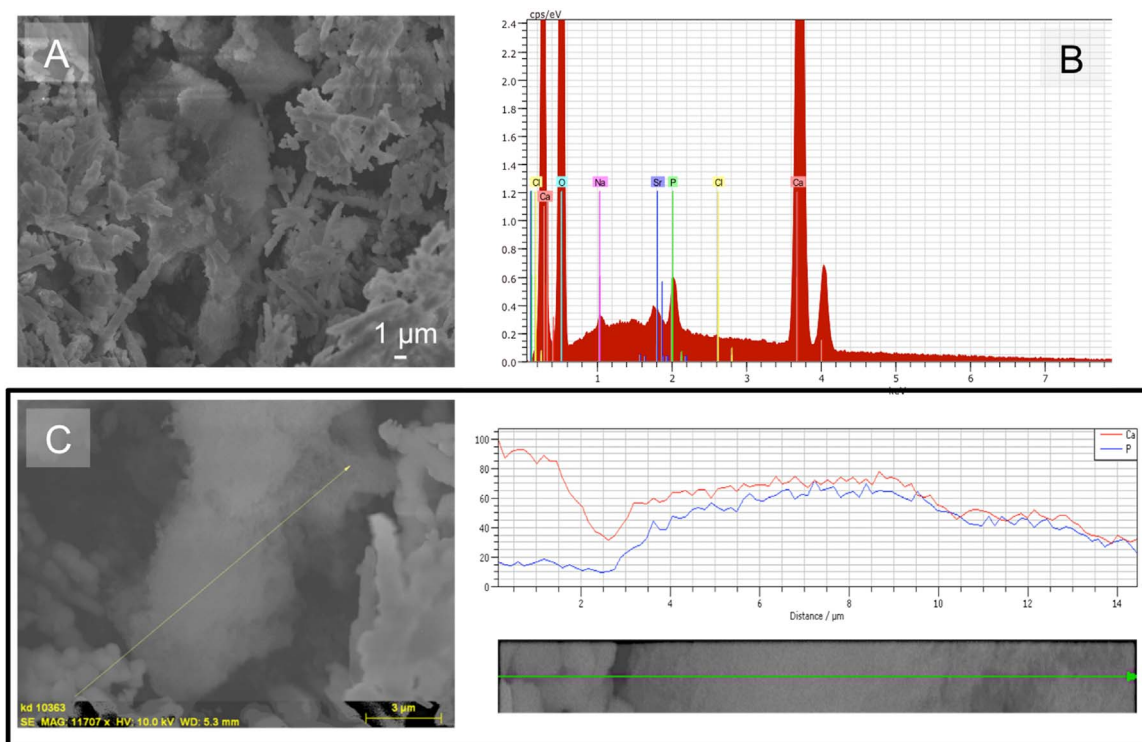 A
1 µm
B
cps/eV
2.4
2.2
2.0
1.8
1.6
1.4
1.2
1.0
0.8
0.6
0.4
0.2
0.0
Cl
Ca
O
Na
Sr
P
Cl
Ca
1 2 3 4 5 6 7
C
kd 10363
SE MAG: 11707 x HV: 10.0 kV WD: 5.3 mm
3 µm
Ca
P
100
80
60
40
20
0
2 4 6 8 10 12 14
Distance / µm